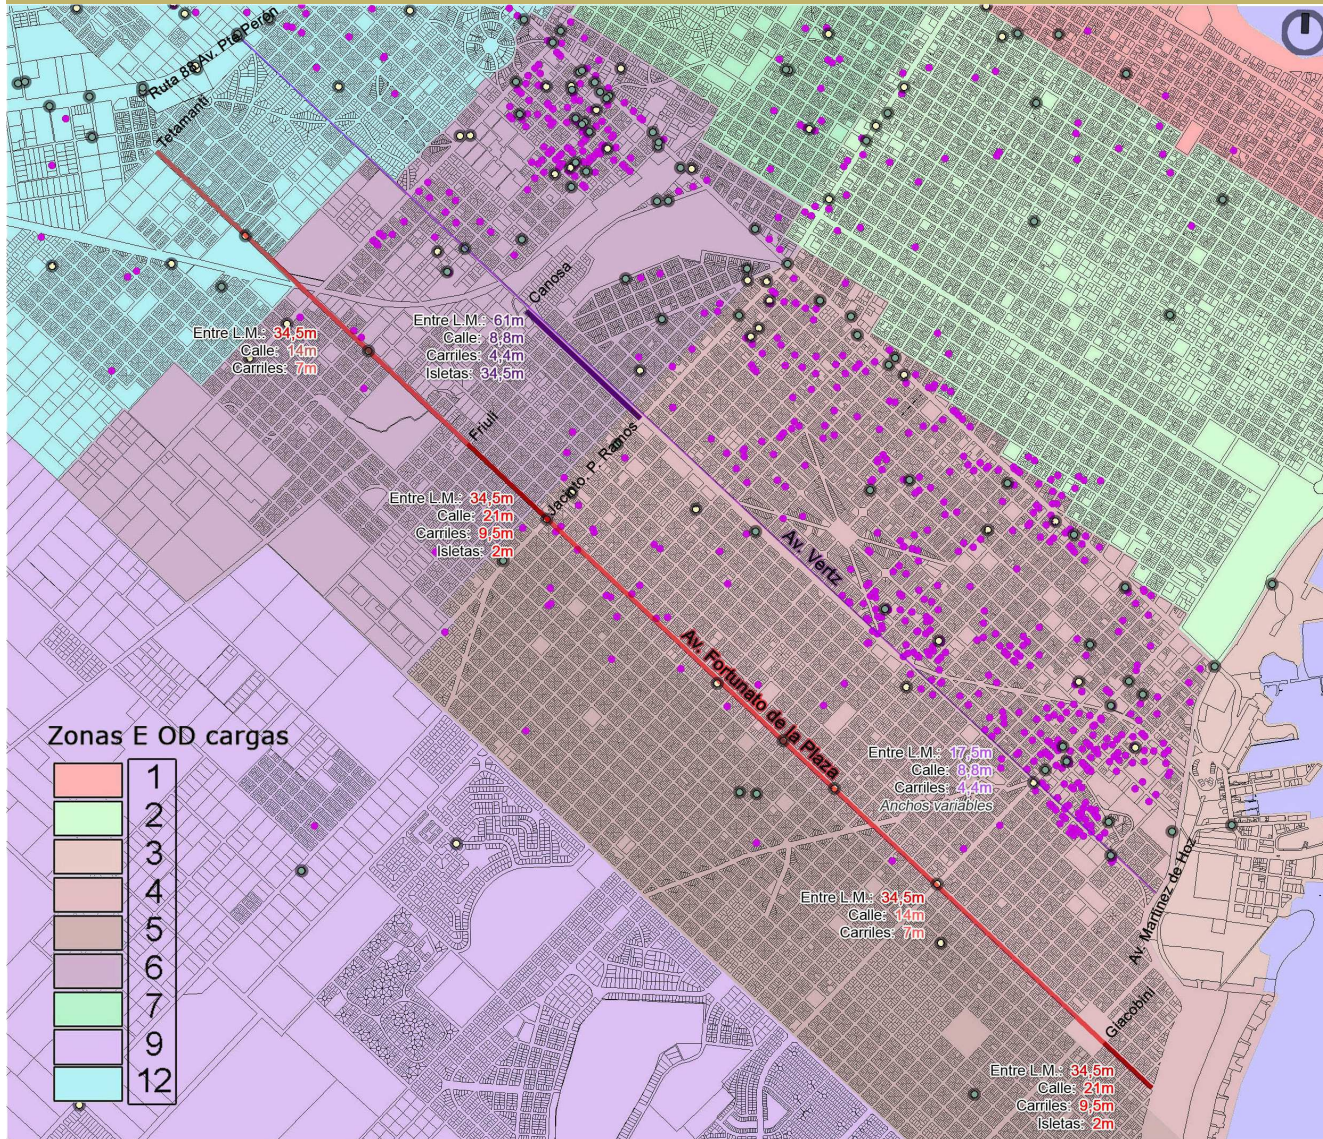 Ruta 88 Av. Pte Perón
Tetamanti
Canosa
Entre L.M.: 61m
Calle: 8,8m
Carriles: 4,4m
Isletas: 34,5m
Entre L.M.: 34,5m
Calle: 14m
Carriles: 7m
Friuli
Jacinto. P. Ramos
Entre L.M.: 34,5m
Calle: 21m
Carriles: 9,5m
Isletas: 2m
Av. Vertz
Av. Fortunato de la Plaza
Zonas E OD cargas
1
2
3
4
5
6
7
9
12
Entre L.M.: 17,5m
Calle: 8,8m
Carriles: 4,4m
Anchos variables
Av. Martinez de Hoz
Entre L.M.: 34,5m
Calle: 14m
Carriles: 7m
Giacobini
Entre L.M.: 34,5m
Calle: 21m
Carriles: 9,5m
Isletas: 2m